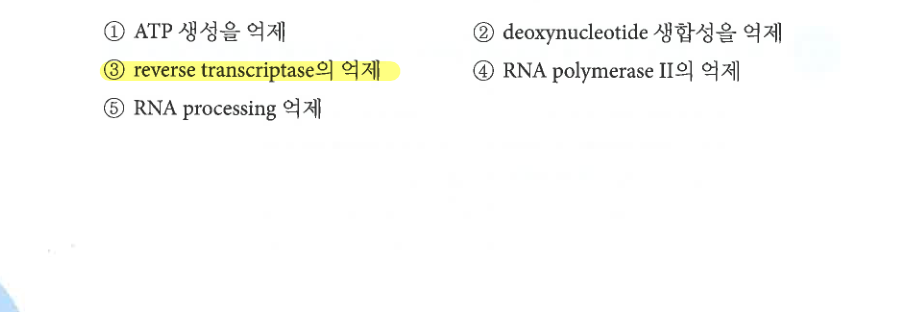 ① ATP 생성을 억제 ② deoxynucleotide 생합성을 억제
③ reverse transcriptase의 억제 ④ RNA polymerase II의 억제
⑤ RNA processing 억제